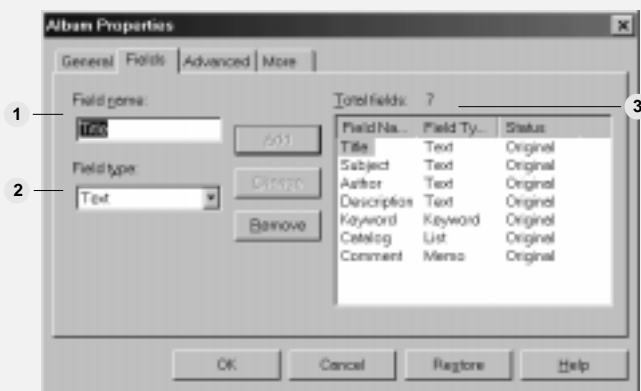 Album Properties
General Fields Advanced More
Field name:
Total fields: 7
1
3
Title
Add
Field Na... Field Ty... Status
Title Text Original
Subject Text Original
Field type:
Author Text Original
2
Text
Change
Description Text Original
Keyword Keyword Original
Remove
Catalog List Original
Comment Memo Original
OK Cancel Restore Help